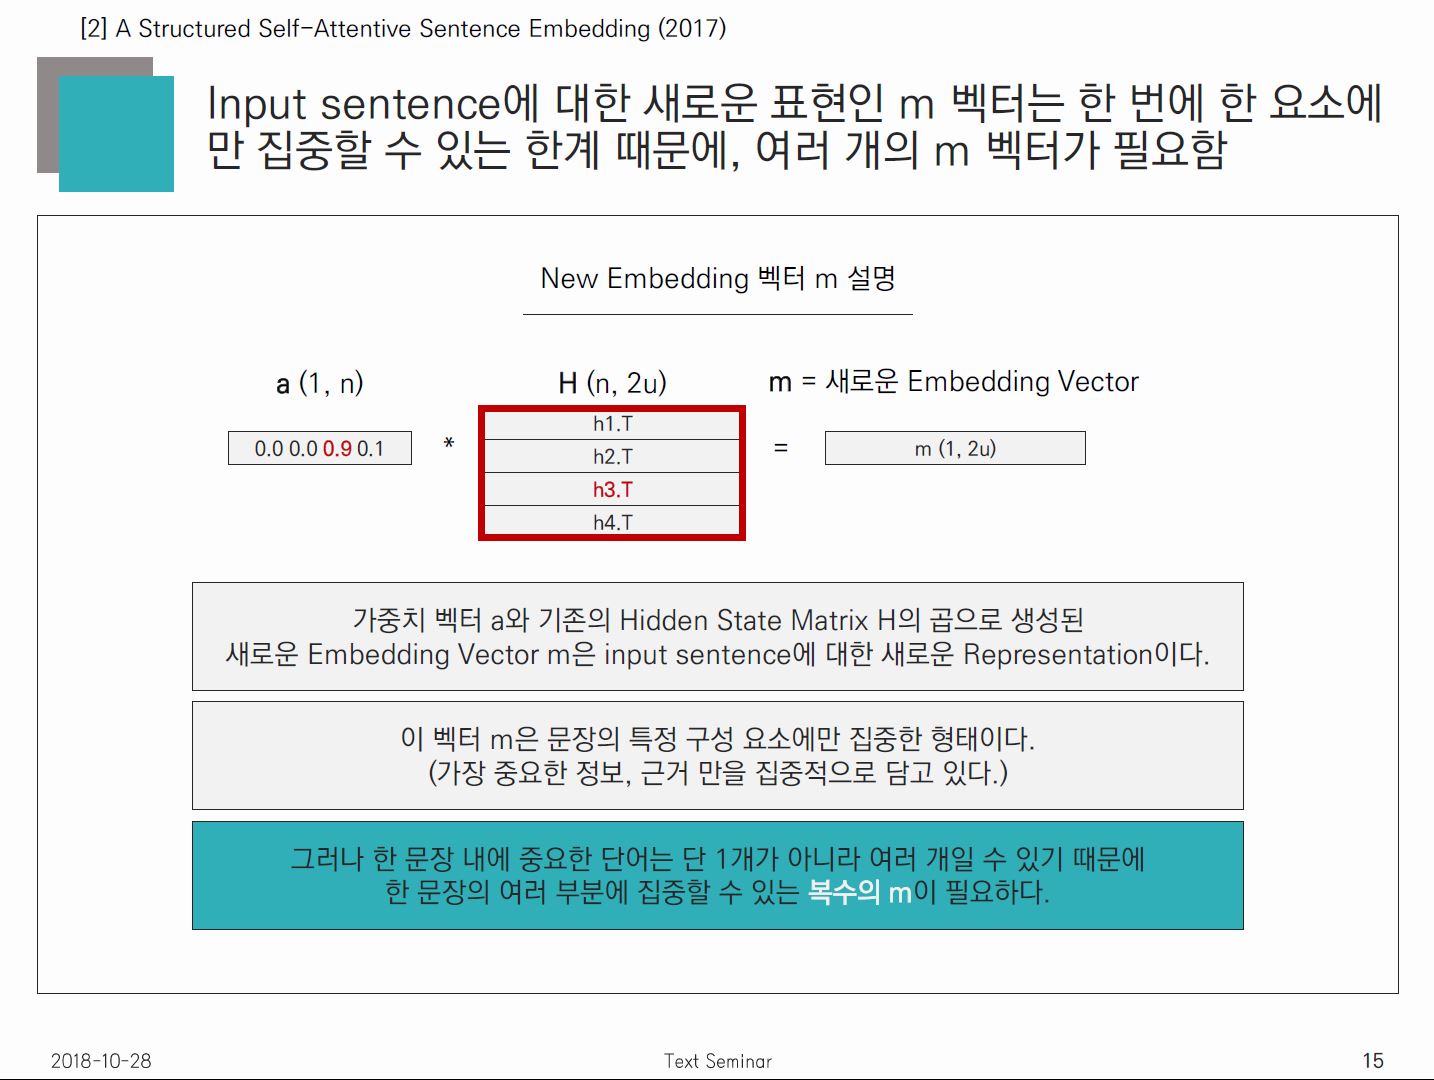 [2] A Structured Self-Attentive Sentence Embedding (2017)
Input sentence에 대한 새로운 표현인 m 벡터는 한 번에 한 요소에
만 집중할 수 있는 한계 때문에, 여러 개의 m 벡터가 필요함
New Embedding 벡터 m 설명
a (1, n)
H (n, 2u)
m = 새로운 Embedding Vector
0.0 0.0 0.9 0.1
*
h1.T
h2.T
h3.T
h4.T
=
m (1, 2u)
가중치 벡터 a와 기존의 Hidden State Matrix H의 곱으로 생성된
새로운 Embedding Vector m은 input sentence에 대한 새로운 Representation이다.
이 벡터 m은 문장의 특정 구성 요소에만 집중한 형태이다.
(가장 중요한 정보, 근거 만을 집중적으로 담고 있다.)
그러나 한 문장 내에 중요한 단어는 단 1개가 아니라 여러 개일 수 있기 때문에
한 문장의 여러 부분에 집중할 수 있는 복수의 m이 필요하다.
2018-10-28
Text Seminar
15